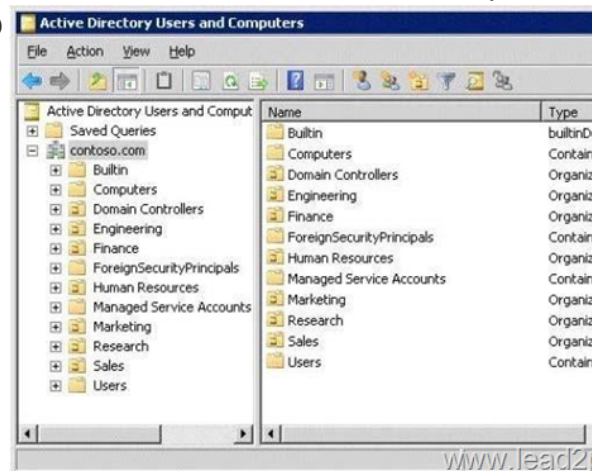 Active Directory Users and Computers
File Action View Help
Active Directory Users and Comput
Saved Queries
contoso.com
Builtin
Computers
Domain Controllers
Engineering
Finance
ForeignSecurityPrincipals
Human Resources
Managed Service Accounts
Marketing
Research
Sales
Users
Name Type
Builtin builtinD
Computers Contain
Domain Controllers Organiz
Engineering Organiz
Finance Organiz
ForeignSecurityPrincipals Contain
Human Resources Organiz
Managed Service Accounts Contain
Marketing Organiz
Research Organiz
Sales Organiz
Users Contain
www.lead2